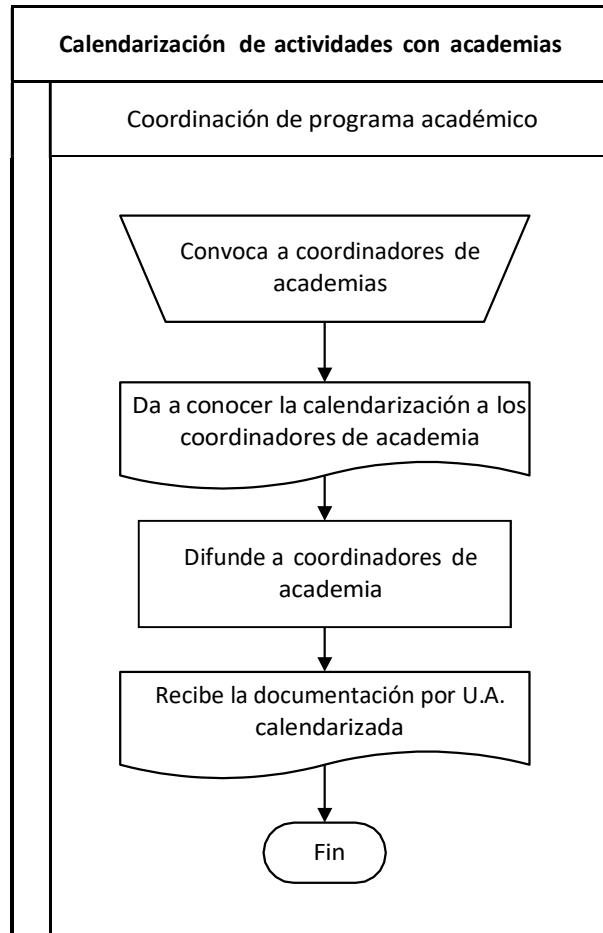 Calendarización de actividades con academias
Coordinación de programa académico
Convoca a coordinadores de
academias
Da a conocer la calendarización a los
coordinadores de academia
Difunde a coordinadores de
academia
Recibe la documentación por U.A.
calendarizada
Fin